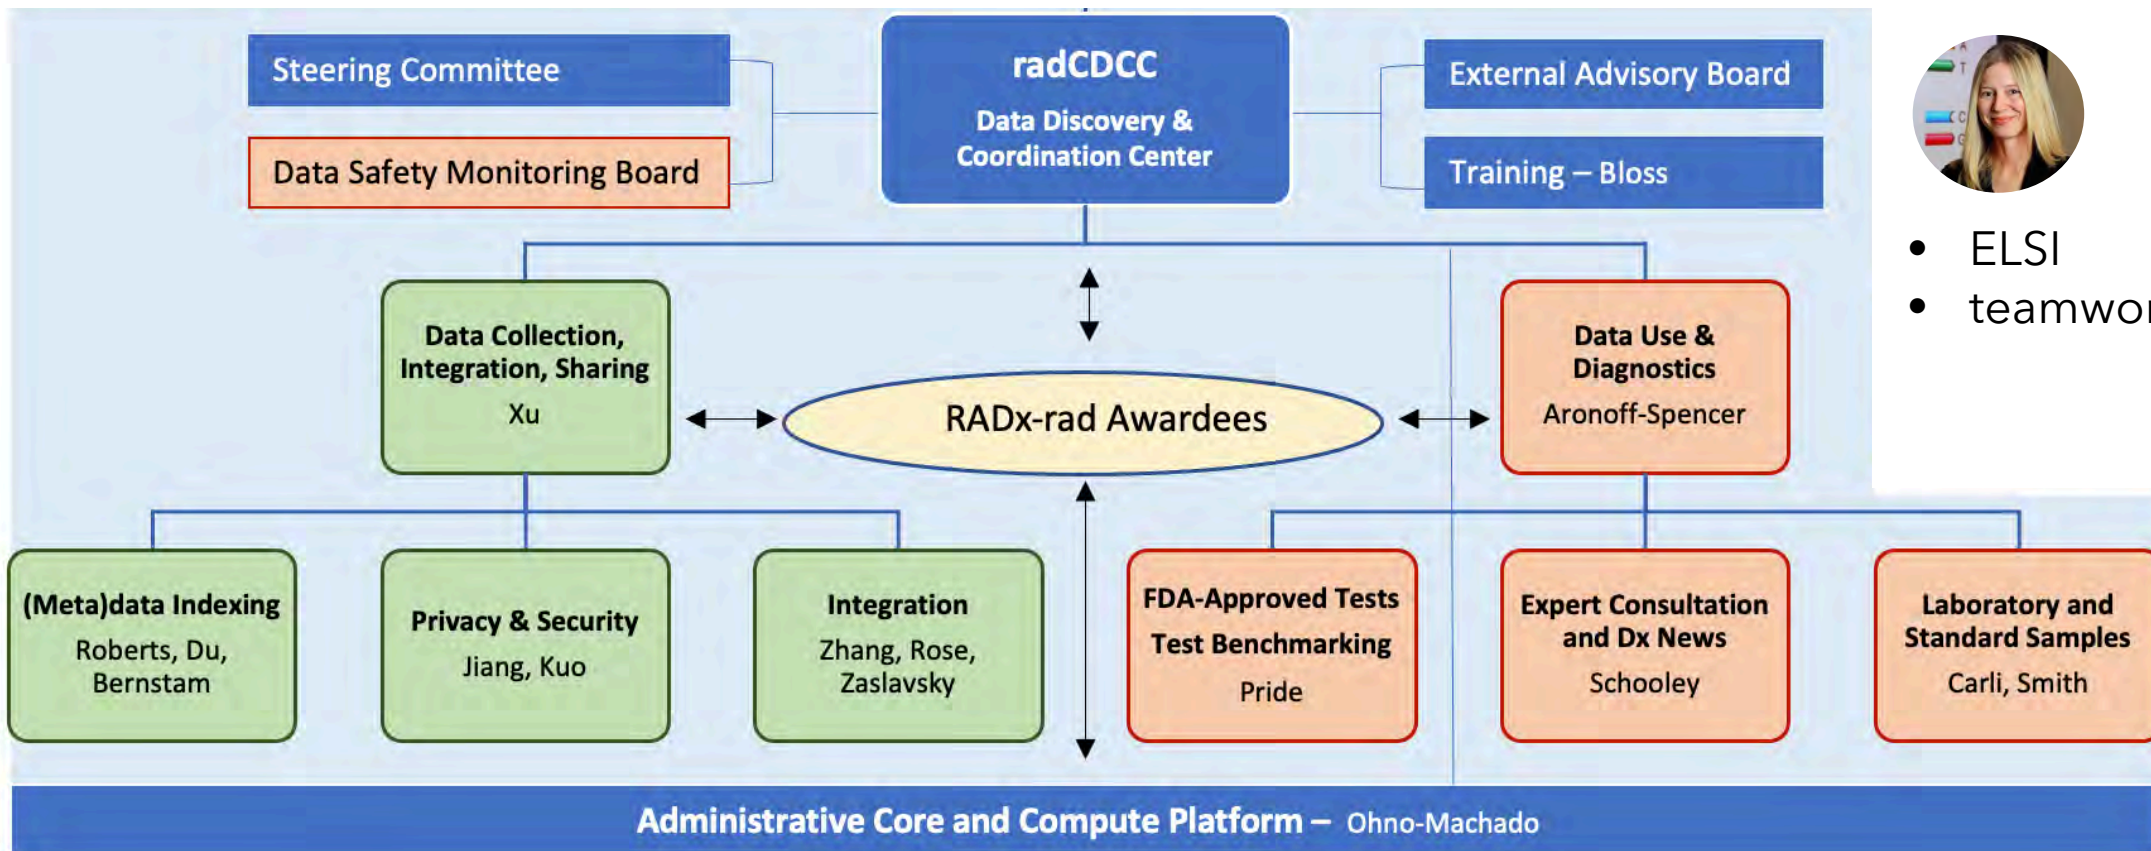 radCDCC
Data Discovery &
Coordination Center
Steering Committee
Data Safety Monitoring Board
External Advisory Board
Training – Bloss
A
T
C
G
• ELSI
• teamwor
Data Collection,
Integration, Sharing
Xu
RADx-rad Awardees
Data Use &
Diagnostics
Aronoff-Spencer
(Meta)data Indexing
Roberts, Du,
Bernstam
Privacy & Security
Jiang, Kuo
Integration
Zhang, Rose,
Zaslavsky
FDA-Approved Tests
Test Benchmarking
Pride
Expert Consultation
and Dx News
Schooley
Laboratory and
Standard Samples
Carli, Smith
Administrative Core and Compute Platform – Ohno-Machado